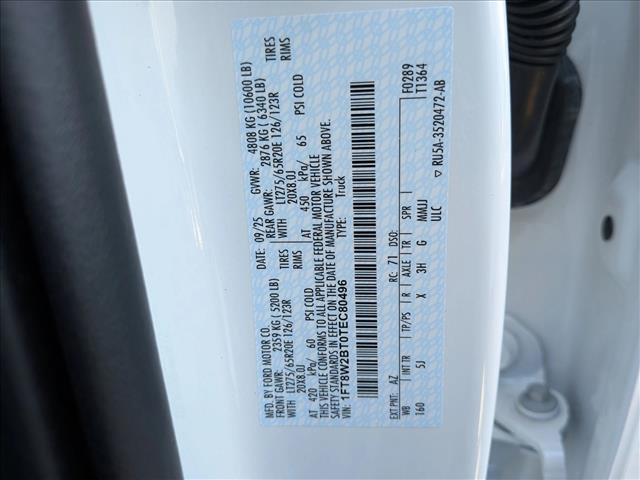 MFD. BY FORD MOTOR CO.
DATE: 09/25
GVWR: 4808 KG (10600 LB)
FRONT GAWR: 2359 KG ( 5200 LB)
REAR GAWR: 2876 KG ( 6340 LB)
WITH LT275/65R20E 126/123R TIRES
WITH LT275/65R20E 126/123R TIRES
20X8.0J RIMS
20X8.0J RIMS
AT 420 kPa/ 60 PSI COLD
AT 450 kPa/ 65 PSI COLD
THIS VEHICLE CONFORMS TO ALL APPLICABLE FEDERAL MOTOR VEHICLE
SAFETY STANDARDS IN EFFECT ON THE DATE OF MANUFACTURE SHOWN ABOVE.
VIN: 1FT8W2BT0TEC80496
TYPE: Truck
F0289
T1364
EXT PNT: AZ RC: 71 DSO:
WB INT TR TP/PS R AXLE TR SPR
160 5J X 3H G MMJJ
ULC
RU5A-3520472-AB